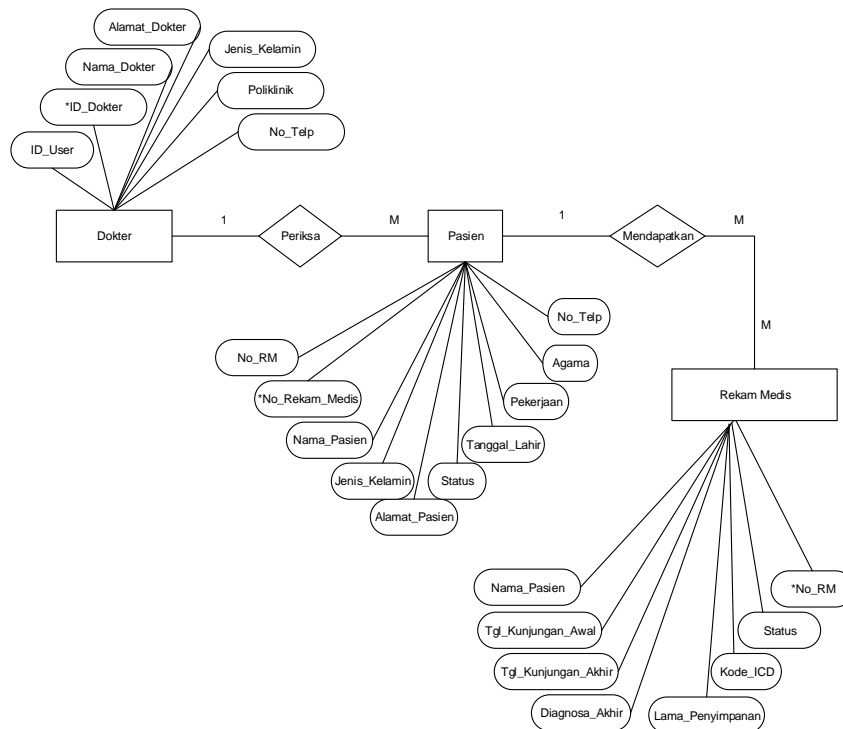 Alamat_Dokter
Jenis_Kelamin
Nama_Dokter
Poliklinik
*ID_Dokter
No_Telp
ID_User
Dokter
1
Periksa
M
Pasien
1
Mendapatkan
M
No_Telp
M
No_RM
Agama
*No_Rekam_Medis
Pekerjaan
Rekam Medis
Nama_Pasien
Tanggal_Lahir
Jenis_Kelamin
Status
Alamat_Pasien
Nama_Pasien
*No_RM
Tgl_Kunjungan_Awal
Status
Tgl_Kunjungan_Akhir
Kode_ICD
Diagnosa_Akhir
Lama_Penyimpanan